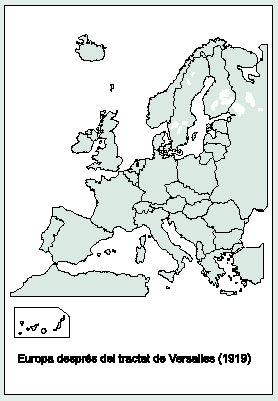 Europa després del tractat de Versalles (1919)